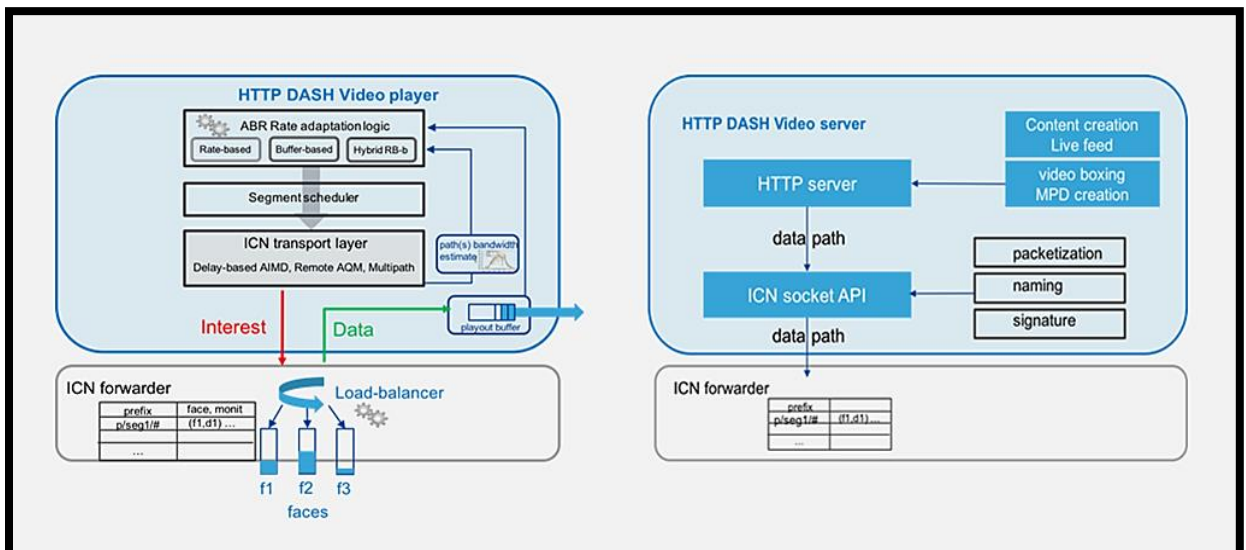 HTTP DASH Video player
ABR Rate adaptation logic
Rate-based
Buffer-based
Hybrid RB-b
Segment scheduler
ICN transport layer
Delay-based AIMD, Remote AQM, Multipath
path(s) bandwidth
estimate
Interest
Data
playout buffer
ICN forwarder
Load-balancer
prefix
face, monit
p/seg1/#
(f1,d1) ...
...
f1
f2
f3
faces
HTTP DASH Video server
Content creation
Live feed
HTTP server
video boxing
MPD creation
data path
packetization
ICN socket API
naming
signature
data path
ICN forwarder
prefix
p/seg1/#
(f1,d1) ...
...